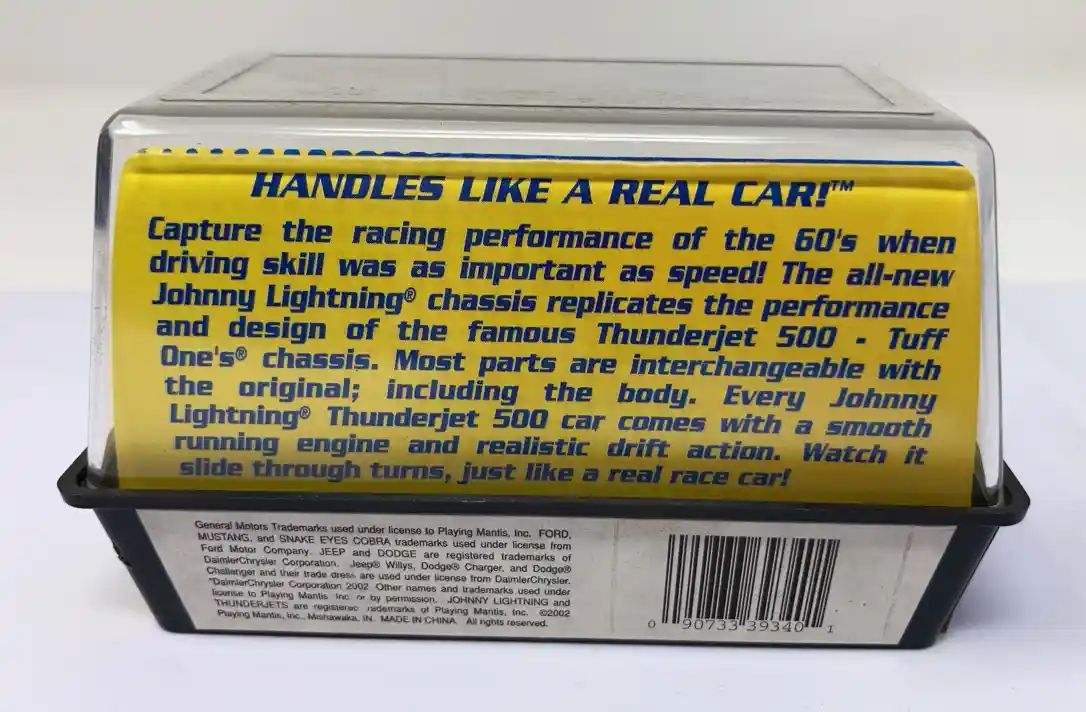 HANDLES LIKE A REAL CAR!™
Capture the racing performance of the 60's when
driving skill was as important as speed! The all-new
Johnny Lightning® chassis replicates the performance
and design of the famous Thunderjet 500 - Tuff
One's® chassis. Most parts are interchangeable with
the original; including the body. Every Johnny
Lightning® Thunderjet 500 car comes with a smooth
running engine and realistic drift action. Watch it
slide through turns, just like a real race car!
General Motors Trademarks used under license to Playing Mantis, Inc. FORD,
MUSTANG, and SNAKE EYES COBRA trademarks used under license from
Ford Motor Company. JEEP and DODGE are registered trademarks of
DaimlerChrysler Corporation. Jeep® Willys, Dodge® Charger, and Dodge®
Challenger and their trade dress are used under license from DaimlerChrysler.
DaimlerChrysler Corporation 2002 Other names and trademarks used under
license to Playing Mantis Inc or by permission. JOHNNY LIGHTNING and
THUNDERJETS are registered trademarks of Playing Mantis, Inc. ©2002
Playing Mantis, Inc., Mishawaka, IN. MADE IN CHINA. All rights reserved.
0 90733 39340 1